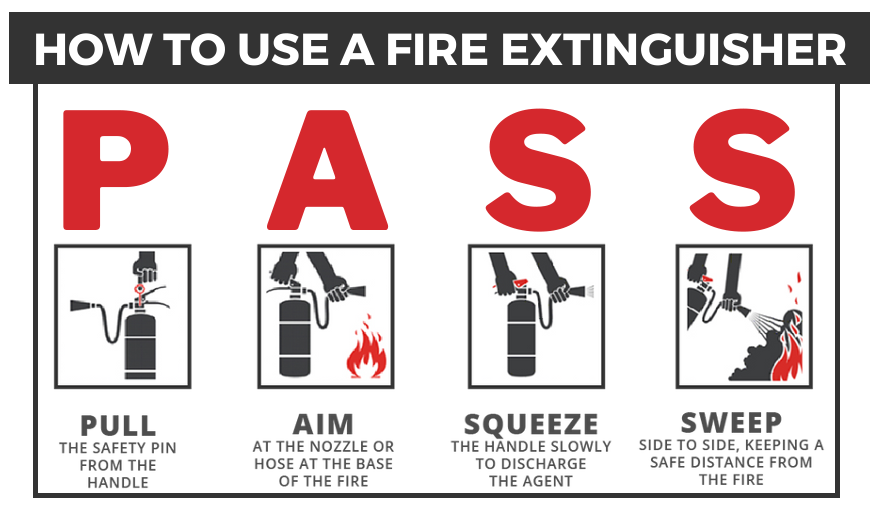 HOW TO USE A FIRE EXTINGUISHER
P A S S
PULL
THE SAFETY PIN
FROM THE
HANDLE
AIM
AT THE NOZZLE OR
HOSE AT THE BASE
OF THE FIRE
SQUEEZE
THE HANDLE SLOWLY
TO DISCHARGE
THE AGENT
SWEEP
SIDE TO SIDE, KEEPING A
SAFE DISTANCE FROM
THE FIRE